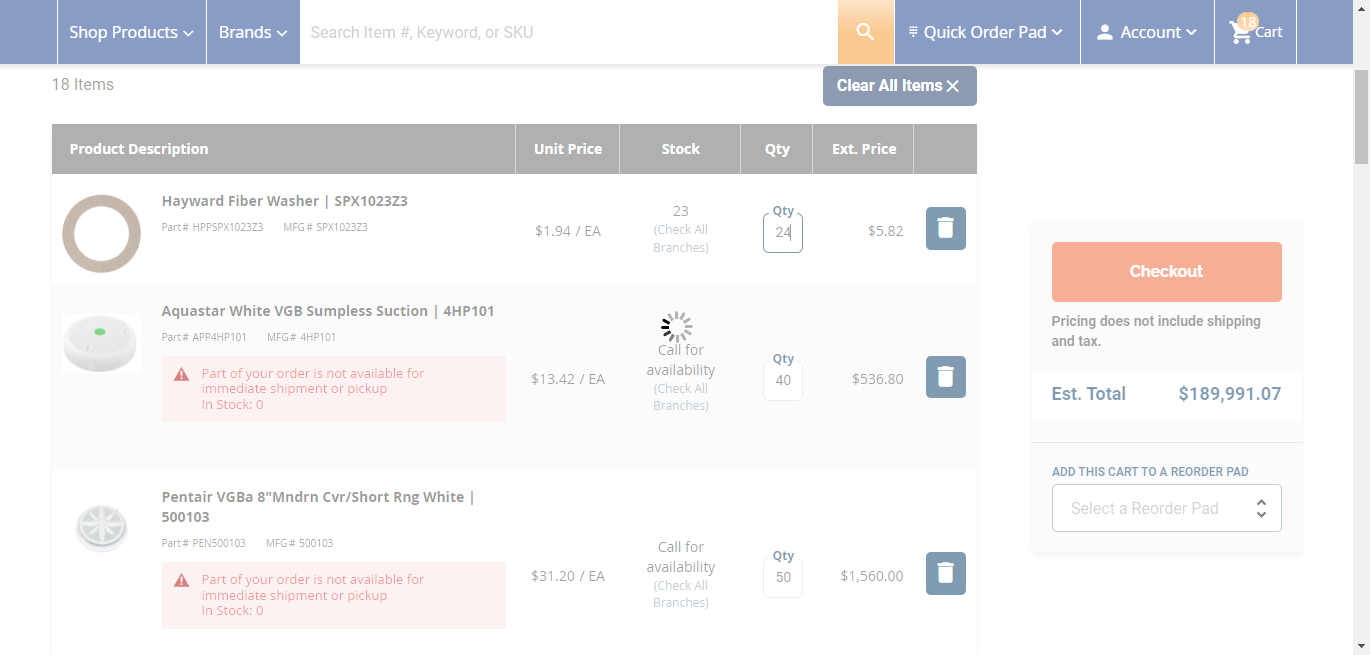 Shop Products
Brands
Search Item #, Keyword, or SKU
Quick Order Pad
Account
18
Cart
18 Items
Clear All Items
Product Description
Unit Price
Stock
Qty
Ext. Price
Hayward Fiber Washer | SPX1023Z3
Part# HPPSPX1023Z3 MFG# SPX1023Z3
$1.94 / EA
23
(Check All
Branches)
Qty
24
$5.82
Aquastar White VGB Sumpless Suction | 4HP101
Part# APP4HP101 MFG# 4HP101
Part of your order is not available for
immediate shipment or pickup
In Stock: 0
$13.42 / EA
Call for
availability
(Check All
Branches)
Qty
40
$536.80
Pentair VGBa 8"Mndrn Cvr/Short Rng White |
500103
Part# PEN500103 MFG# 500103
Part of your order is not available for
immediate shipment or pickup
In Stock: 0
$31.20 / EA
Call for
availability
(Check All
Branches)
Qty
50
$1,560.00
Checkout
Pricing does not include shipping
and tax.
Est. Total $189,991.07
ADD THIS CART TO A REORDER PAD
Select a Reorder Pad